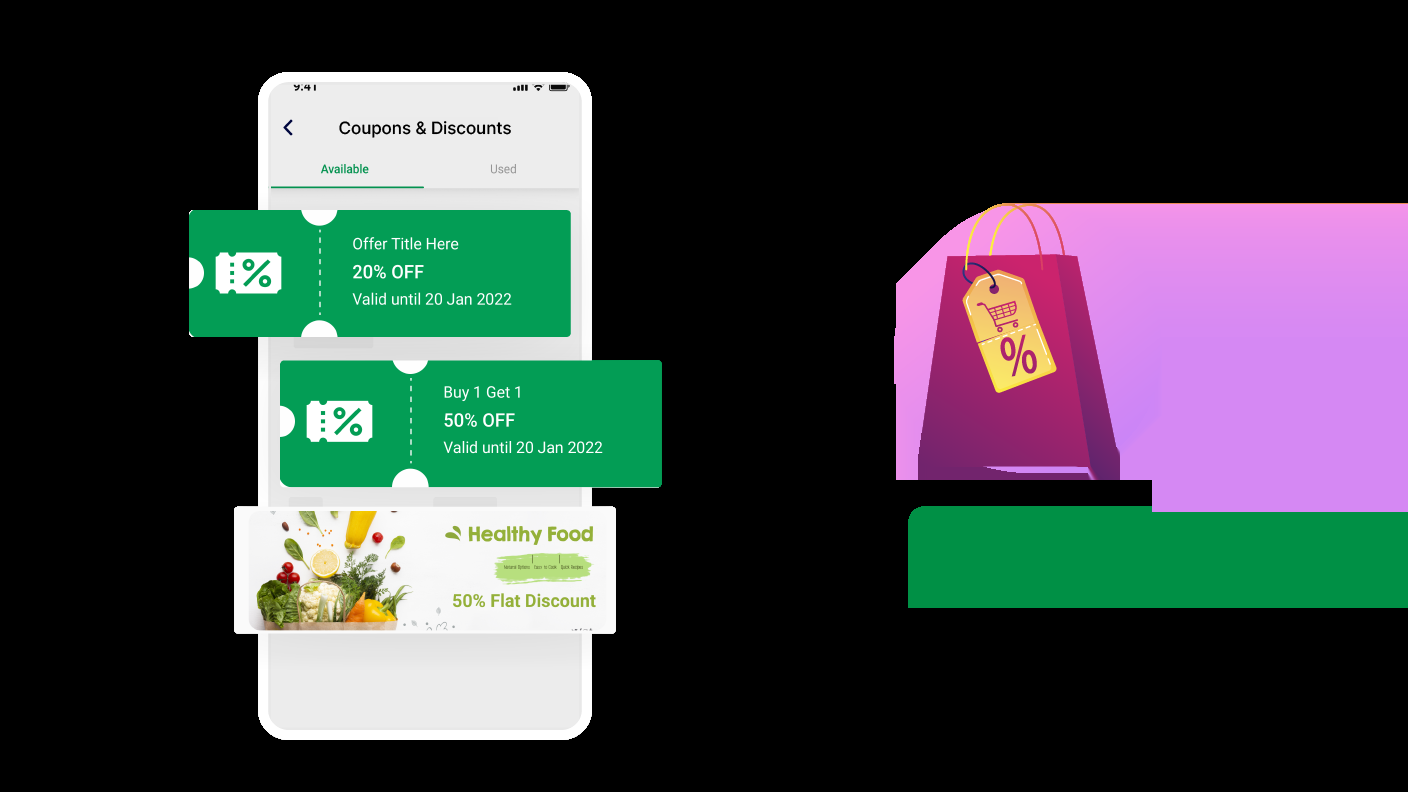 9:41
Coupons & Discounts
Available
Used
Offer Title Here
20% OFF
Valid until 20 Jan 2022
Buy 1 Get 1
50% OFF
Valid until 20 Jan 2022
Healthy Food
Natural Options Easy to Cook Quick Recipes
50% Flat Discount
%